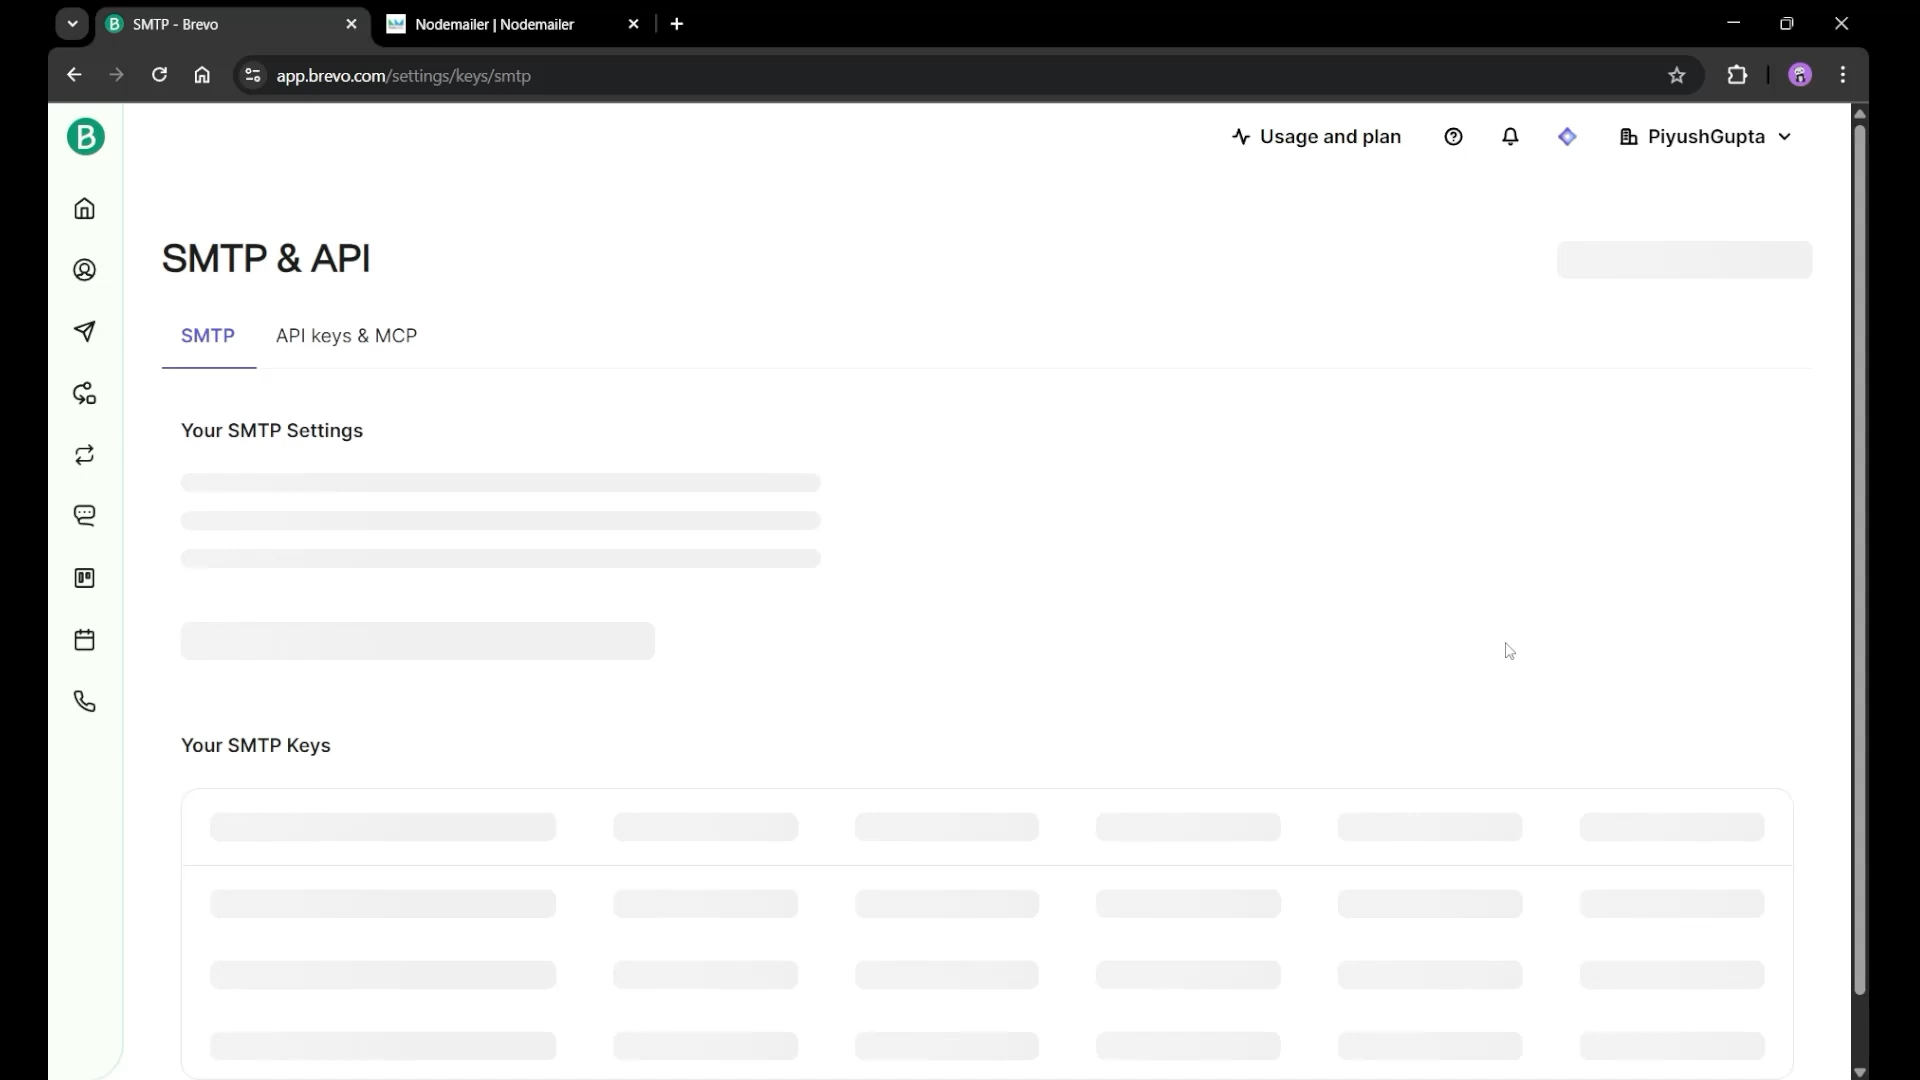 SMTP - Brevo
Nodemailer | Nodemailer
app.brevo.com/settings/keys/smtp
B
Usage and plan
PiyushGupta
SMTP & API
SMTP
API keys & MCP
Your SMTP Settings
Your SMTP Keys